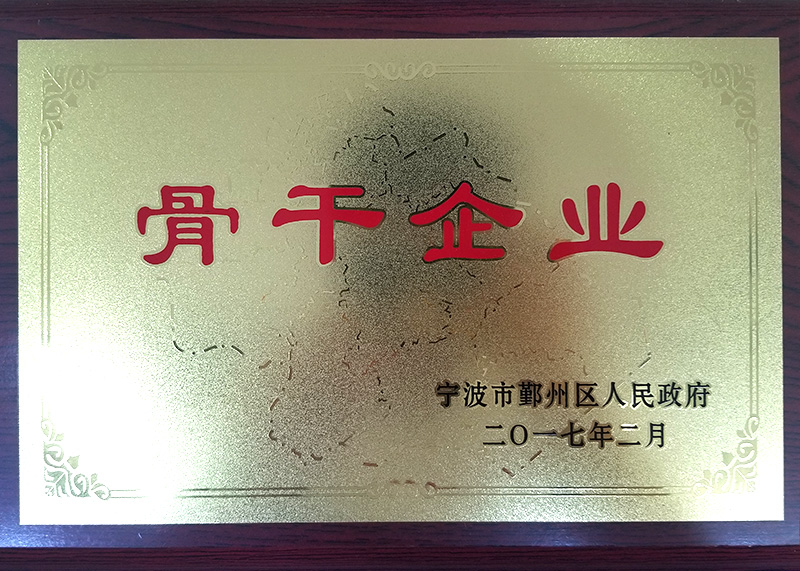 骨干企业
宁波市鄞州区人民政府
二〇一七年二月